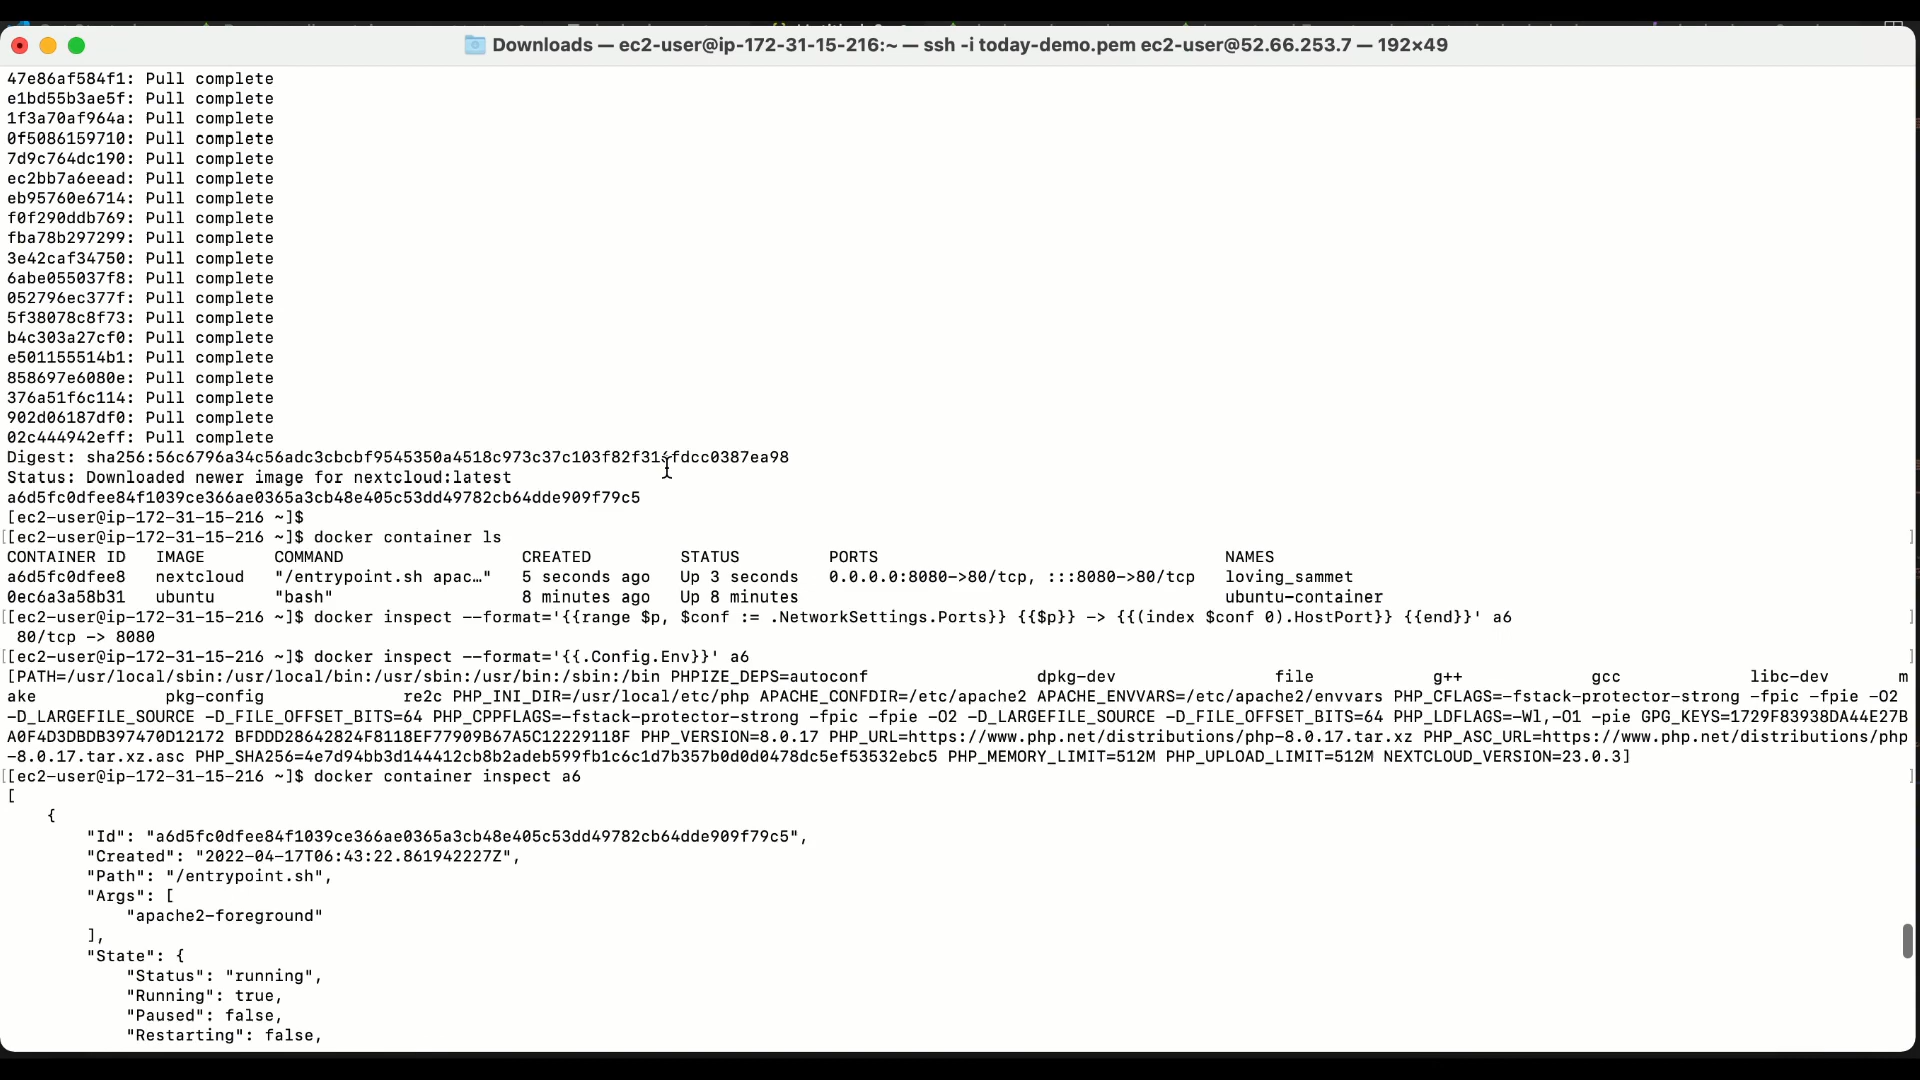 Downloads — ec2-user@ip-172-31-15-216:~ — ssh -i today-demo.pem ec2-user@52.66.253.7 — 192×49
47e86af584f1: Pull complete
e1bd55b3ae5f: Pull complete
1f3a70af964a: Pull complete
0f5086159710: Pull complete
7d9c764dc190: Pull complete
ec2bb7a6eead: Pull complete
eb95760e6714: Pull complete
f0f290ddb769: Pull complete
fba78b297299: Pull complete
3e42caf34750: Pull complete
6abe055037f8: Pull complete
052796ec377f: Pull complete
5f38078c8f73: Pull complete
b4c303a27cf0: Pull complete
e501155514b1: Pull complete
858697e6080e: Pull complete
376a51f6c114: Pull complete
902d06187df0: Pull complete
02c444942eff: Pull complete
Digest:
Status: Downloaded newer image for nextcloud:latest
a6d5fc0dfee84f1039ce366ae0365a3cb48e405c53dd49782cb64dde909f79c5
[ec2-user@ip-172-31-15-216 ~]$
[[ec2-user@ip-172-31-15-216 ~]$ docker container ls ]
CONTAINER ID IMAGE COMMAND CREATED STATUS PORTS NAMES
a6d5fc0dfee8 nextcloud "/entrypoint.sh apac…" 5 seconds ago Up 3 seconds 0.0.0.0:8080->80/tcp, :::8080->80/tcp loving_sammet
0ec6a3a58b31 ubuntu "bash" 8 minutes ago Up 8 minutes ubuntu-container
[[ec2-user@ip-172-31-15-216 ~]$ docker inspect --format='{{range $p, $conf := .NetworkSettings.Ports}} {{$p}} -> {{(index $conf 0).HostPort}} {{end}}' a6 ]
80/tcp -> 8080
[[ec2-user@ip-172-31-15-216 ~]$ docker inspect --format='{{.Config.Env}}' a6 ]
[PATH=/usr/local/sbin:/usr/local/bin:/usr/sbin:/usr/bin:/sbin:/bin PHPIZE_DEPS=autoconf dpkg-dev file g++ gcc libc-dev m
ake pkg-config re2c PHP_INI_DIR=/usr/local/etc/php APACHE_CONFDIR=/etc/apache2 APACHE_ENVVARS=/etc/apache2/envvars PHP_CFLAGS=-fstack-protector-strong -fpic -fpie -O2
-D_LARGEFILE_SOURCE -D_FILE_OFFSET_BITS=64 PHP_CPPFLAGS=-fstack-protector-strong -fpic -fpie -O2 -D_LARGEFILE_SOURCE -D_FILE_OFFSET_BITS=64 PHP_LDFLAGS=-Wl,-O1 -pie GPG_KEYS=1729F83938DA44E27B
A0F4D3DBDB397470D12172 BFDDD28642824F8118EF77909B67A5C12229118F PHP_VERSION=8.0.17 PHP_URL=https://www.php.net/distributions/php-8.0.17.tar.xz PHP_ASC_URL=https://www.php.net/distributions/php
-8.0.17.tar.xz.asc PHP_SHA256=4e7d94bb3d144412cb8b2adeb599fb1c6c1d7b357b0d0d0478dc5ef53532ebc5 PHP_MEMORY_LIMIT=512M PHP_UPLOAD_LIMIT=512M NEXTCLOUD_VERSION=23.0.3]
[[ec2-user@ip-172-31-15-216 ~]$ docker container inspect a6 ]
[
{
"Id": "a6d5fc0dfee84f1039ce366ae0365a3cb48e405c53dd49782cb64dde909f79c5",
"Created": "2022-04-17T06:43:22.861942227Z",
"Path": "/entrypoint.sh",
"Args": [
"apache2-foreground"
],
"State": {
"Status": "running",
"Running": true,
"Paused": false,
"Restarting": false,